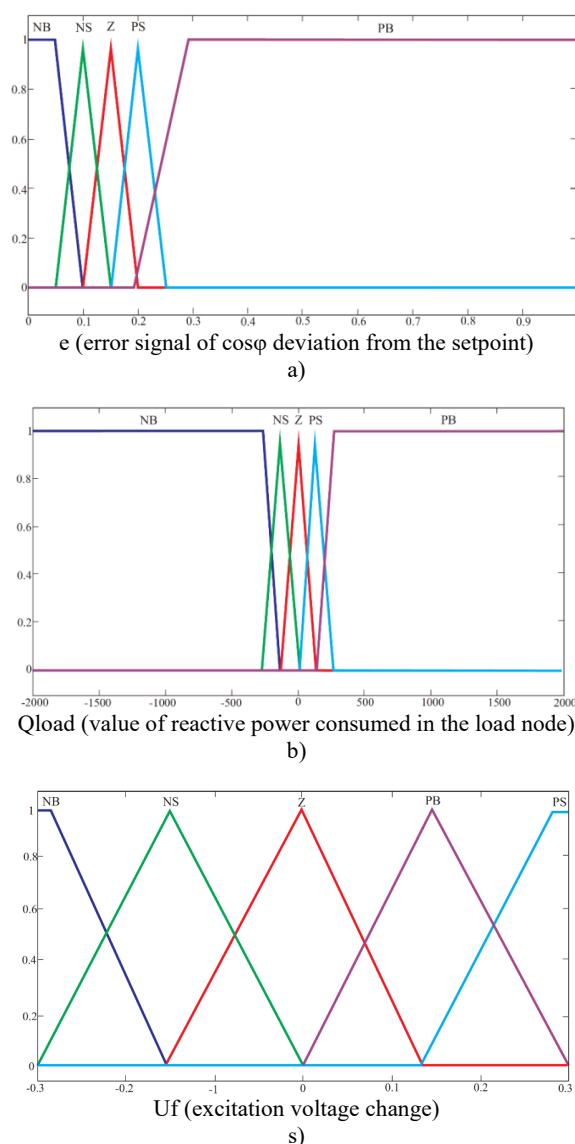 NB NS Z PS PB
1
0.8
0.6
0.4
0.2
0
0 0.1 0.2 0.3 0.4 0.5 0.6 0.7 0.8 0.9
e (error signal of cosφ deviation from the setpoint)
a)
NB NS Z PS PB
1
0.8
0.6
0.4
0.2
0
-2000 -1500 -1000 -500 0 500 1000 1500 2000
Qload (value of reactive power consumed in the load node)
b)
NB NS Z PB PS
1
0.8
0.6
0.4
0.2
0
-0.3 -0.2 -1 0 0.1 0.2 0.3
Uf (excitation voltage change)
s)